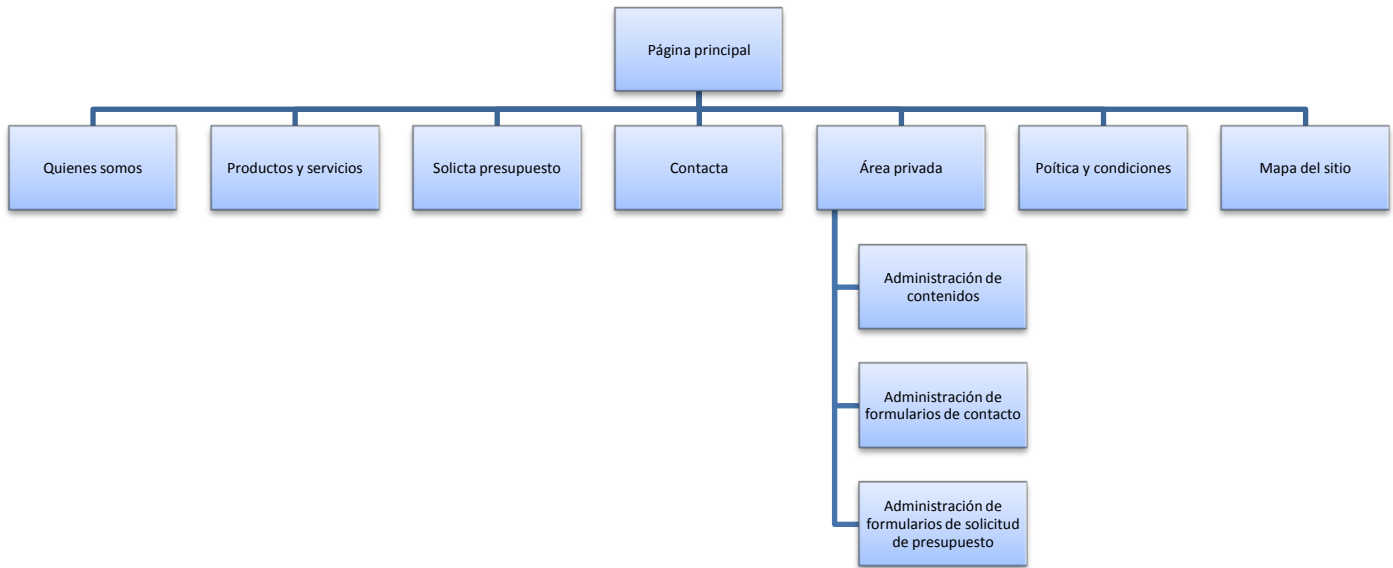 Página principal
Quienes somos
Productos y servicios
Solicta presupuesto
Contacta
Área privada
Poítica y condiciones
Mapa del sitio
Administración de
contenidos
Administración de
formularios de contacto
Administración de
formularios de solicitud
de presupuesto